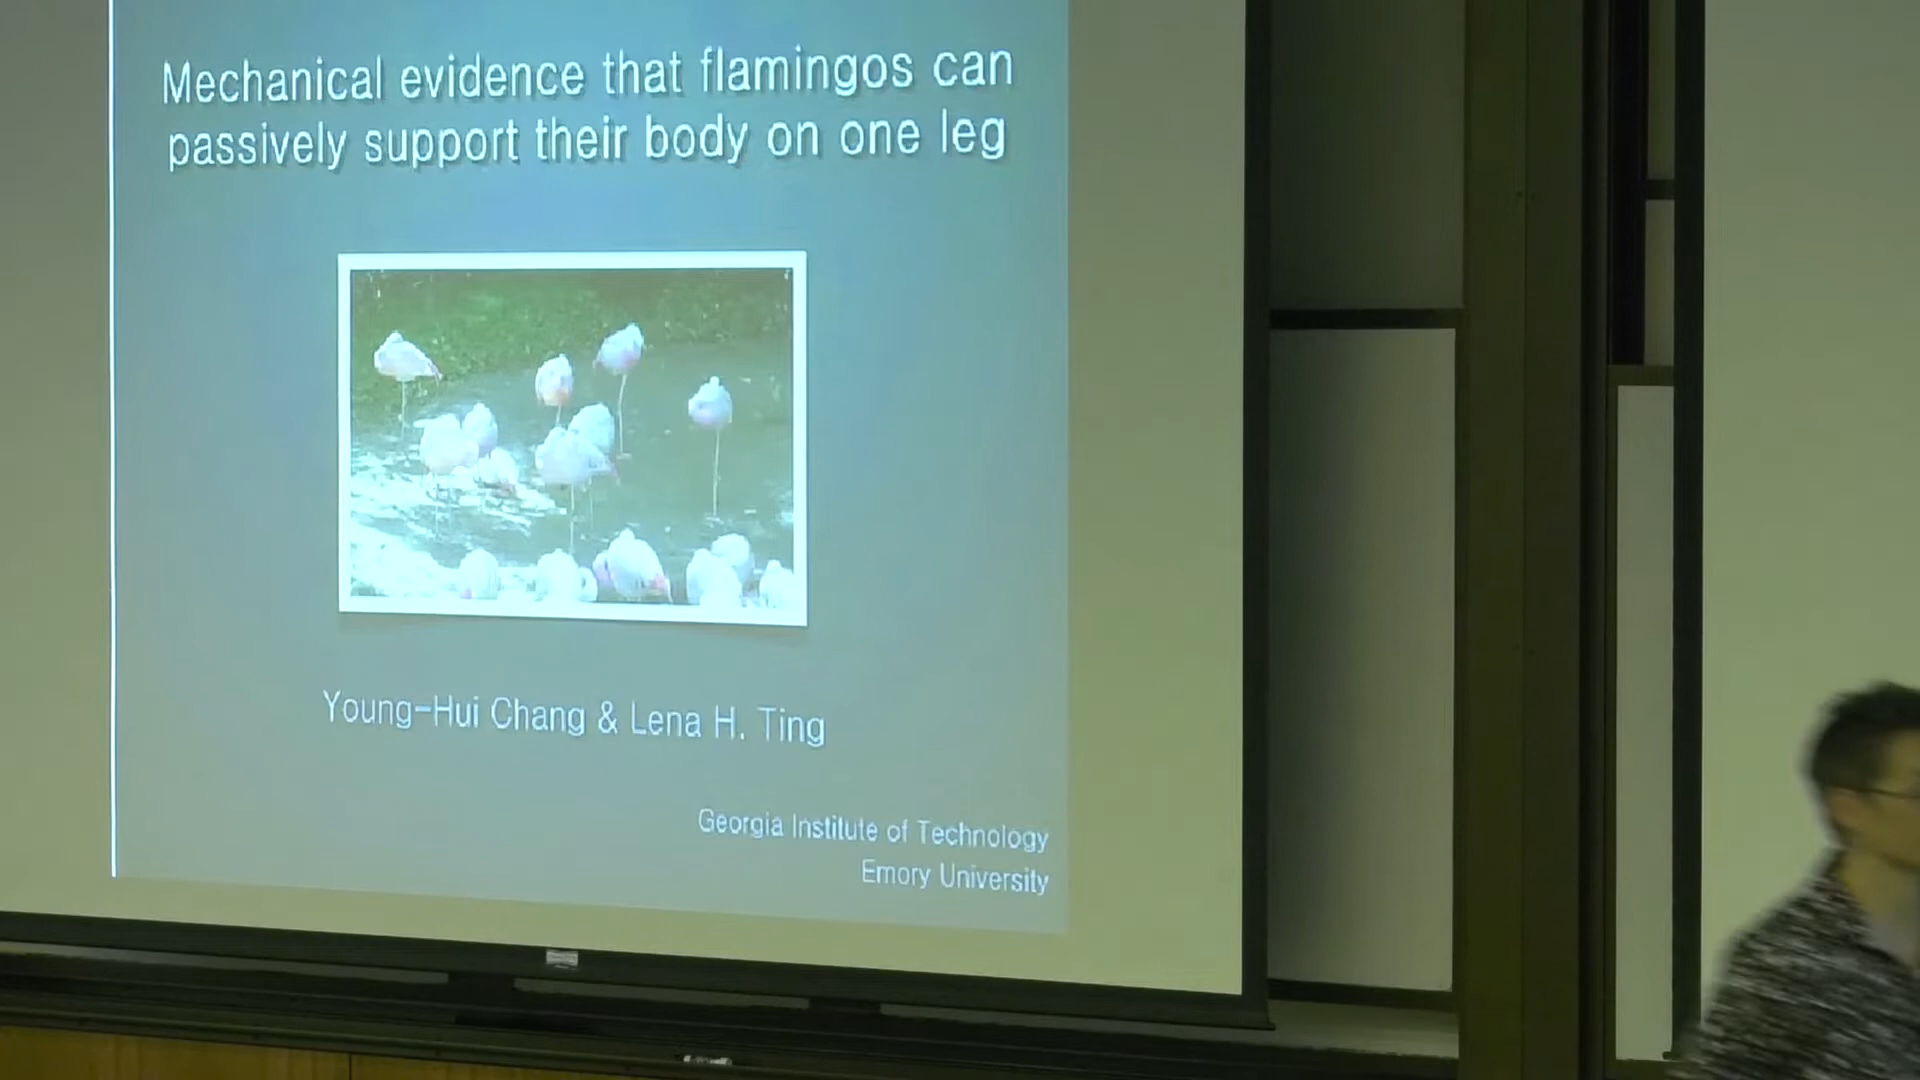 Mechanical evidence that flamingos can
passively support their body on one leg
Young-Hui Chang & Lena H. Ting
Georgia Institute of Technology
Emory University